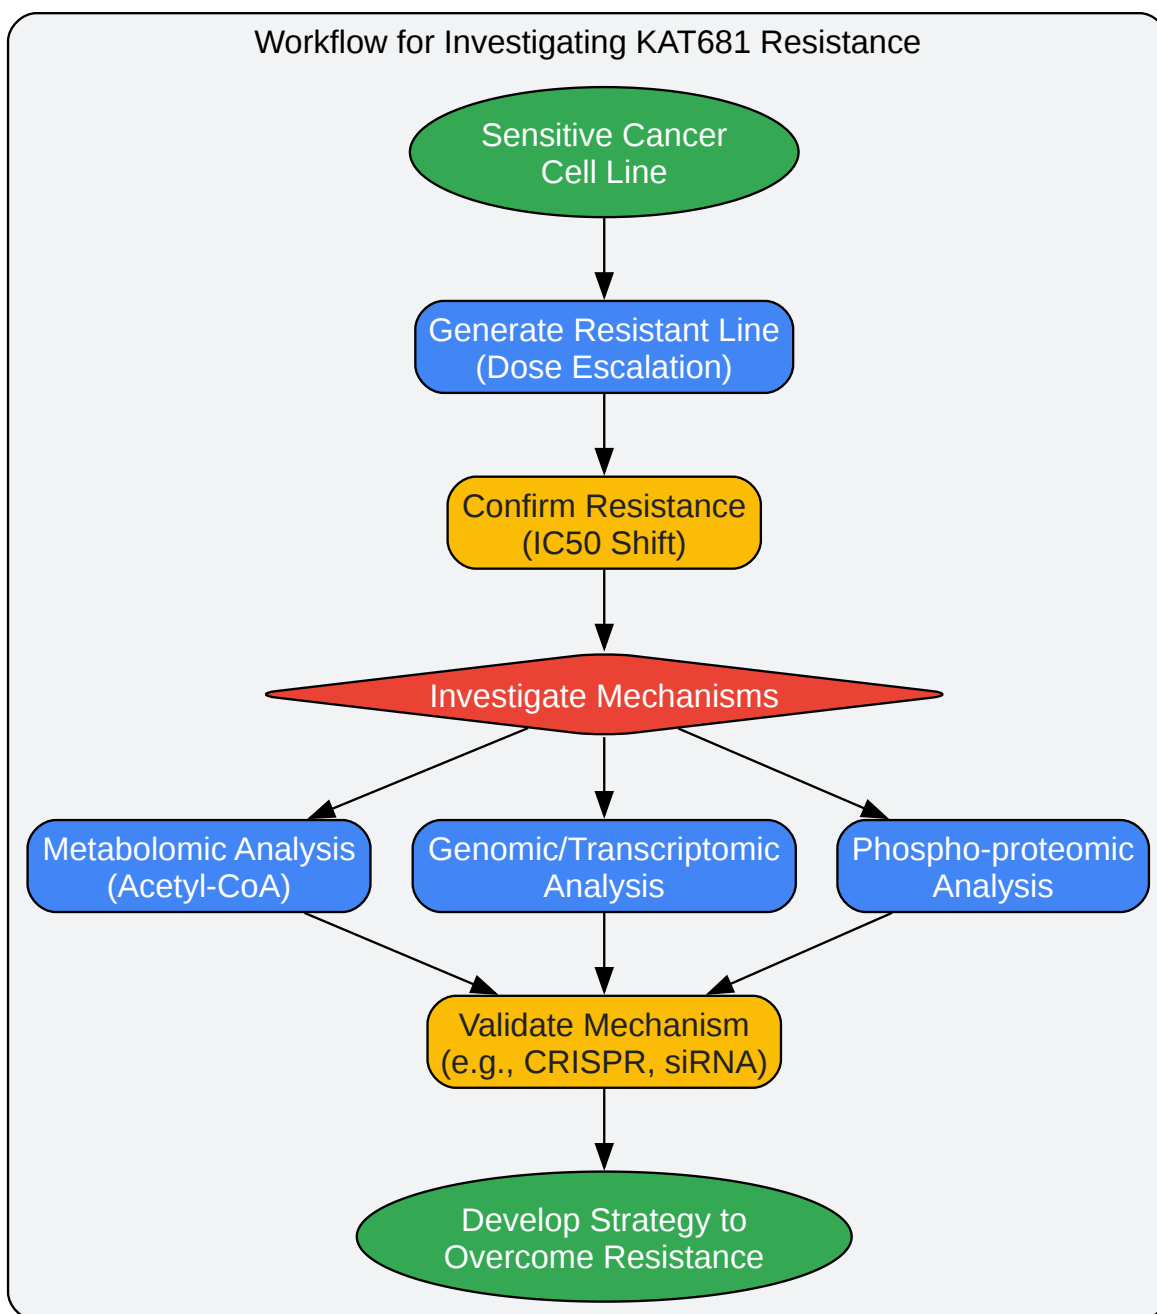 Workflow for Investigating KAT681 Resistance
Sensitive Cancer
Cell Line
Generate Resistant Line
(Dose Escalation)
Confirm Resistance
(IC50 Shift)
Investigate Mechanisms
Metabolomic Analysis
(Acetyl-CoA)
Genomic/Transcriptomic
Analysis
Phospho-proteomic
Analysis
Validate Mechanism
(e.g., CRISPR, siRNA)
Develop Strategy to
Overcome Resistance